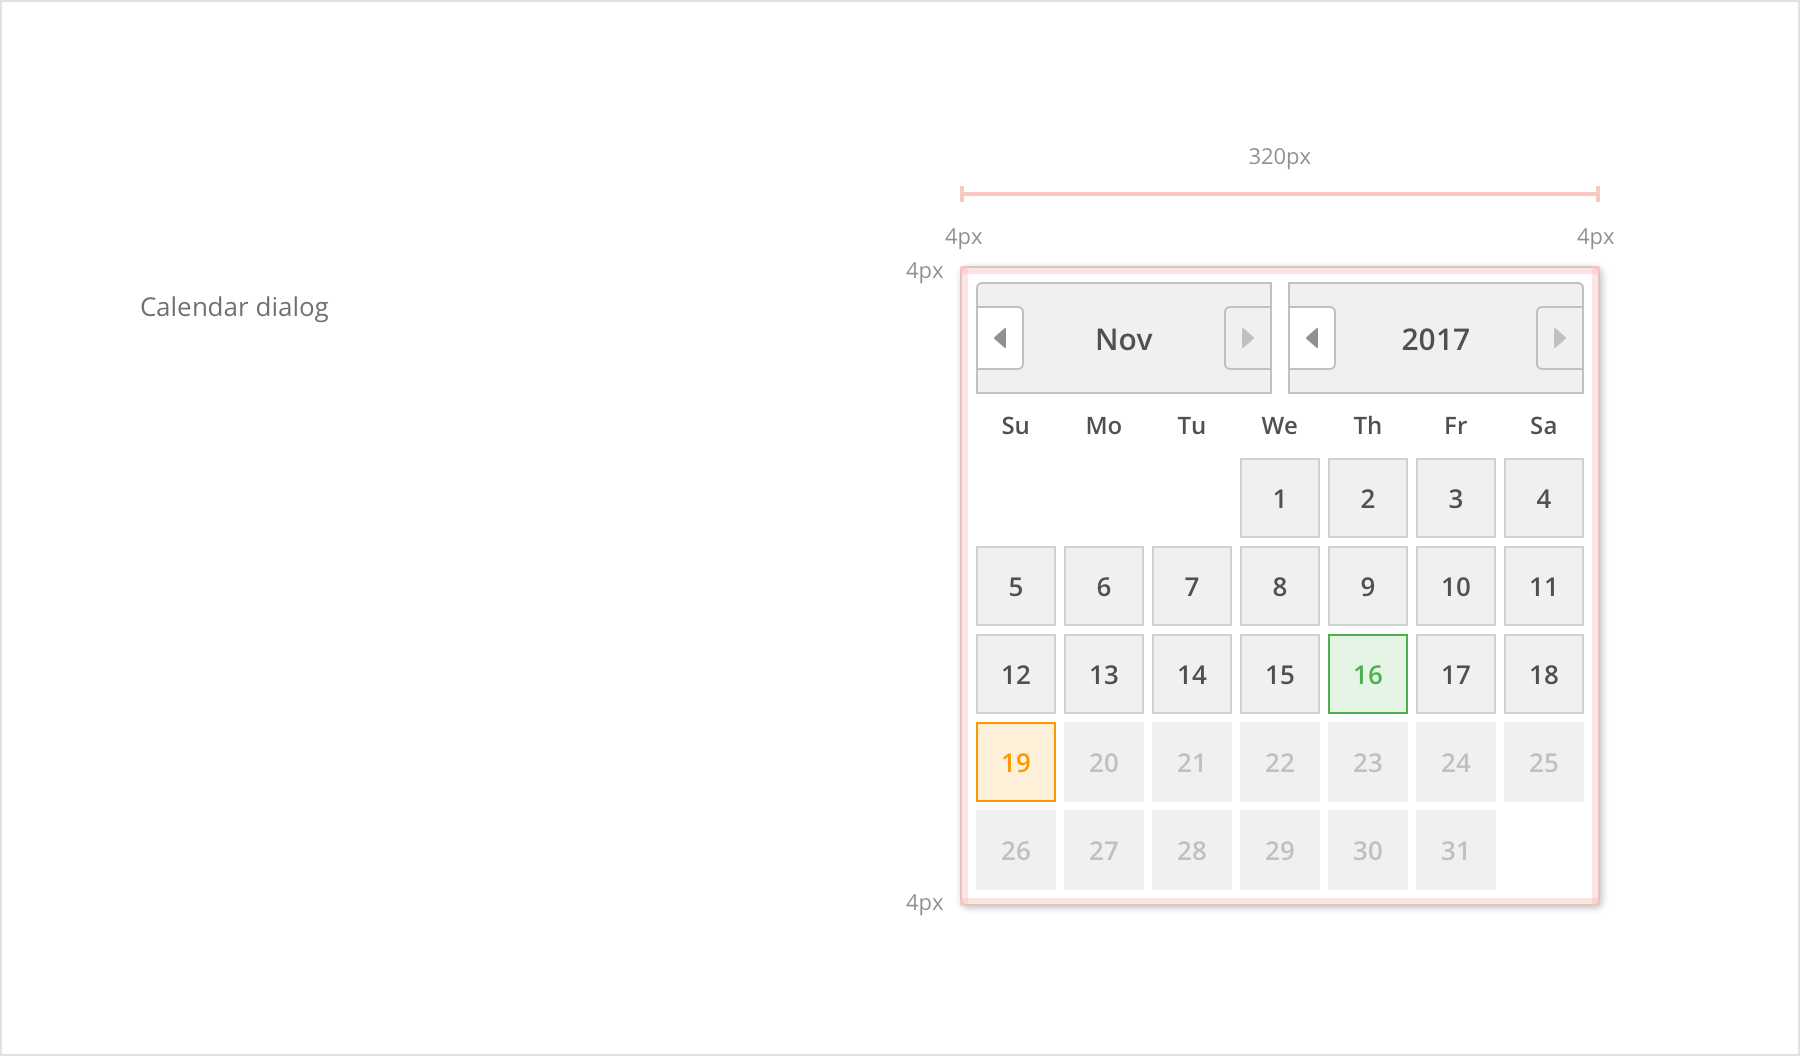 320px
4px 4px
4px
Calendar dialog
Nov 2017
Su Mo Tu We Th Fr Sa
1 2 3 4
5 6 7 8 9 10 11
12 13 14 15 16 17 18
19 20 21 22 23 24 25
26 27 28 29 30 31
4px